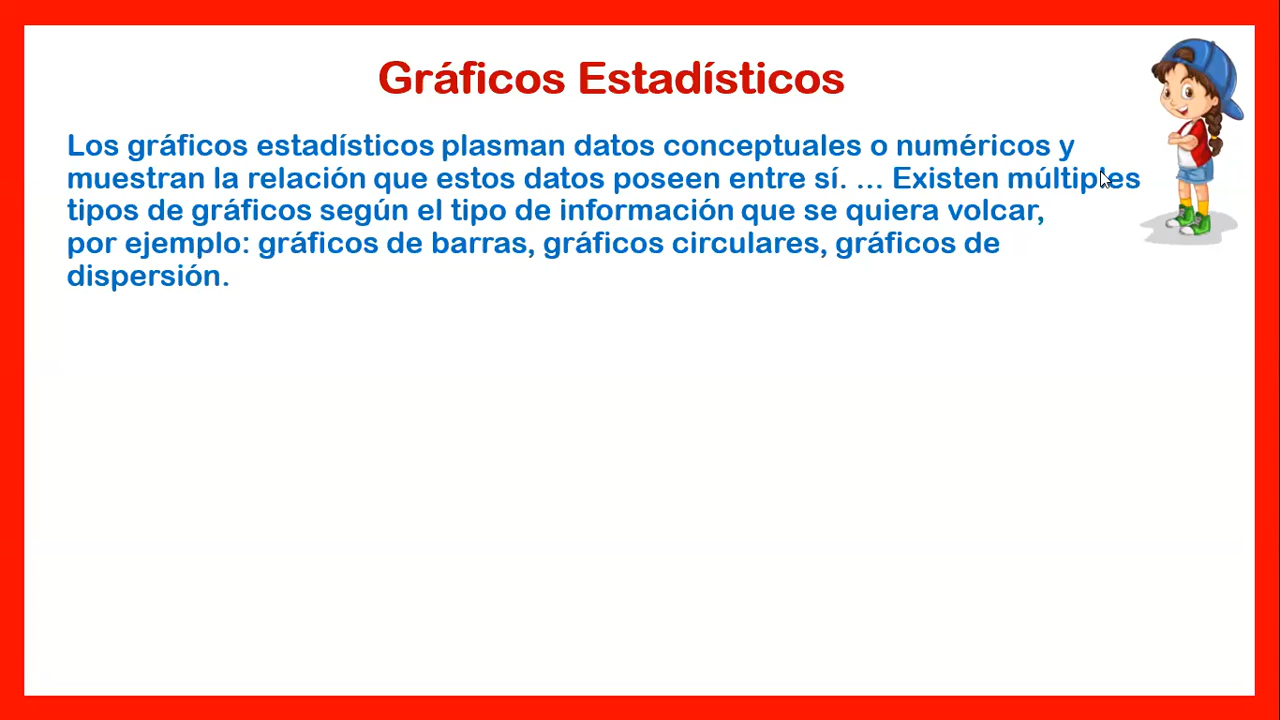 Gráficos Estadísticos
Los gráficos estadísticos plasman datos conceptuales o numéricos y
muestran la relación que estos datos poseen entre sí. ... Existen múltiples
tipos de gráficos según el tipo de información que se quiera volcar,
por ejemplo: gráficos de barras, gráficos circulares, gráficos de
dispersión.